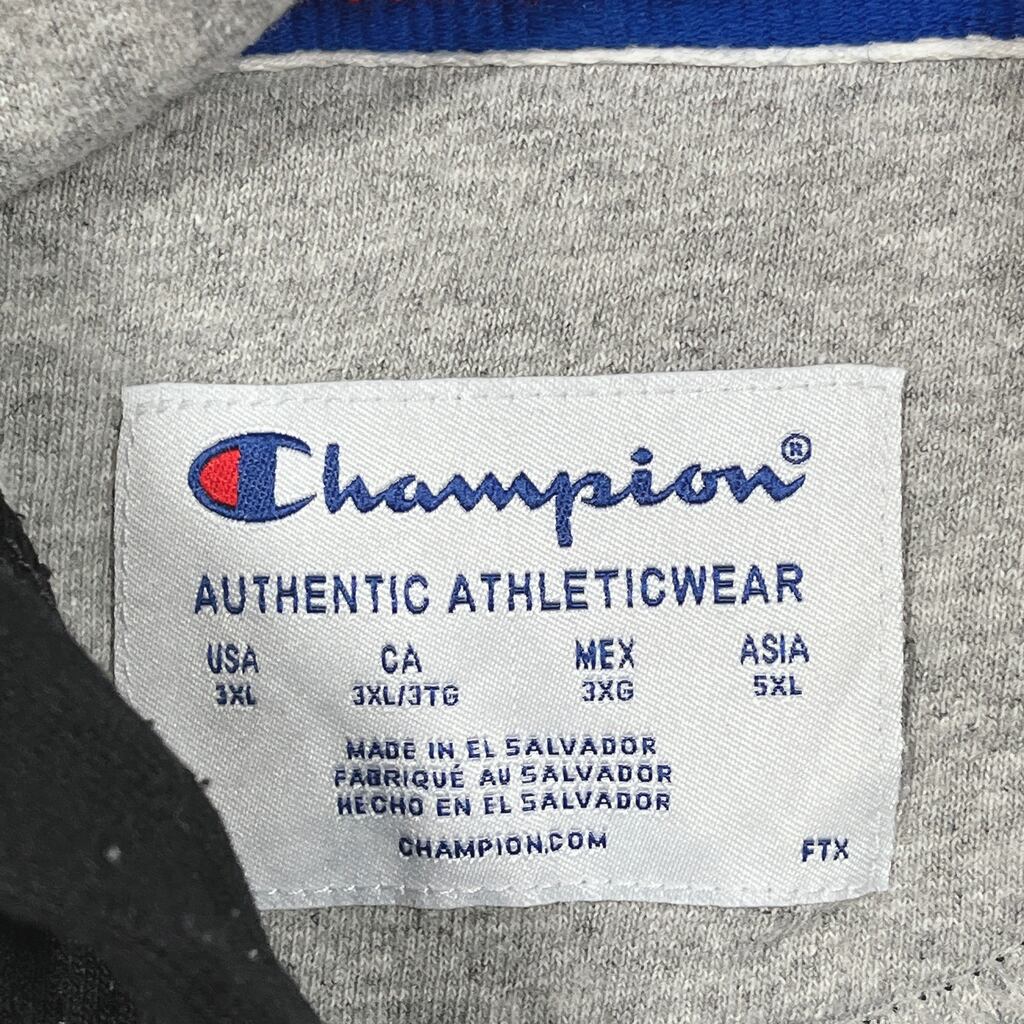 Champion®
AUTHENTIC ATHLETICWEAR
USA CA MEX ASIA
3XL 3XL/3TG 3XG 5XL
MADE IN EL SALVADOR
FABRIQUÉ AU SALVADOR
HECHO EN EL SALVADOR
CHAMPION.COM
FTX